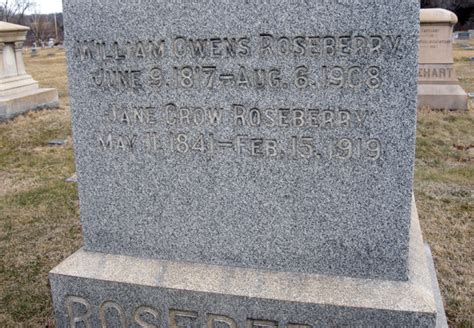 WILLIAM OWENS ROSEBERRY
JUNE 9, 1817–AUG. 6, 1908
JANE CROW ROSEBERRY
MAY 11, 1841–FEB. 15, 1919